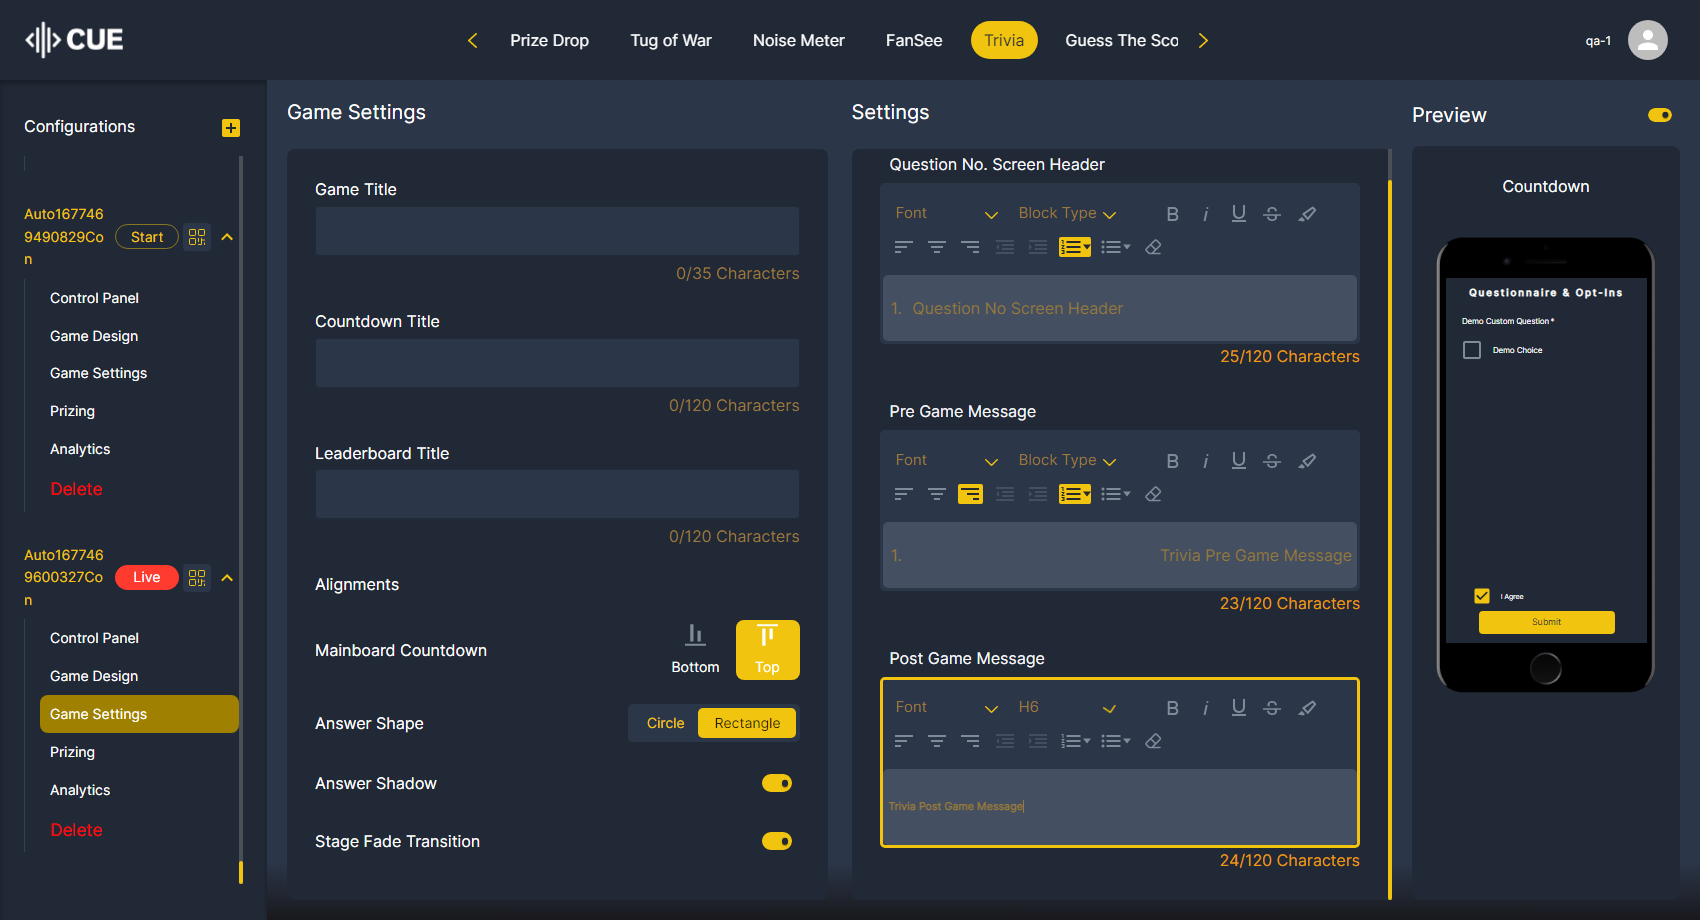 CUE
Prize Drop
Tug of War
Noise Meter
FanSee
Trivia
Guess The Sco
qa-1
Configurations
Auto167746
9490829Co
n
Start
Control Panel
Game Design
Game Settings
Prizing
Analytics
Delete
Auto167746
9600327Co
n
Live
Control Panel
Game Design
Game Settings
Prizing
Analytics
Delete
Game Settings
Game Title
0/35 Characters
Countdown Title
0/120 Characters
Leaderboard Title
0/120 Characters
Alignments
Mainboard Countdown
Bottom
Top
Answer Shape
Circle
Rectangle
Answer Shadow
Stage Fade Transition
Settings
Question No. Screen Header
Font
Block Type
B
i
U
S
1. Question No Screen Header
25/120 Characters
Pre Game Message
Font
Block Type
B
i
U
S
1. Trivia Pre Game Message
23/120 Characters
Post Game Message
Font
H6
B
i
U
S
Trivia Post Game Message
24/120 Characters
Preview
Countdown
Questionnaire & Opt-Ins
Demo Custom Question *
Demo Choice
I Agree
Submit